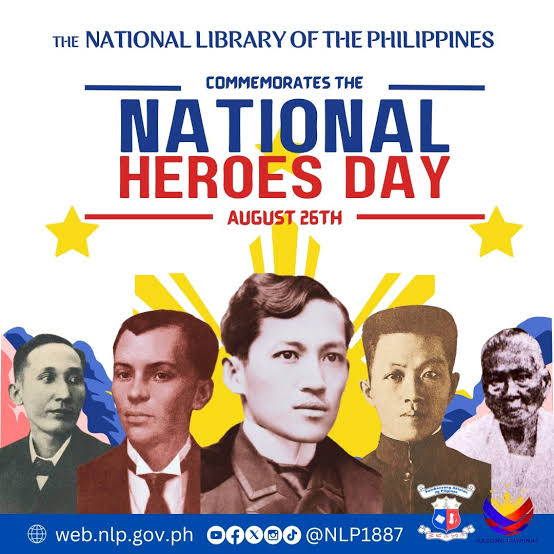 THE NATIONAL LIBRARY OF THE PHILIPPINES
COMMEMORATES THE
NATIONAL
HEROES DAY
AUGUST 26TH
web.nlp.gov.ph @NLP1887